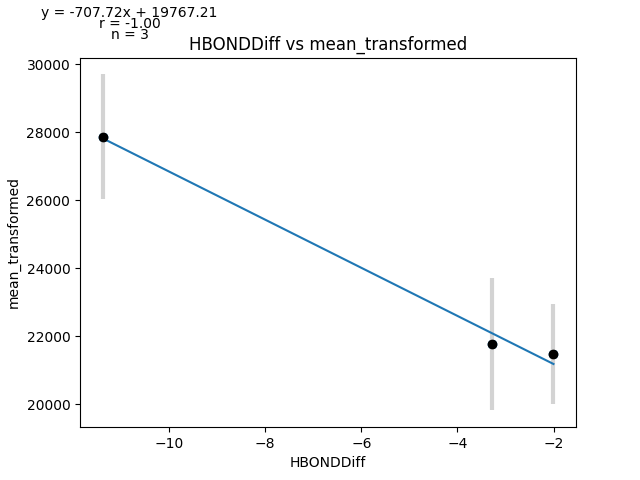 y = -707.72x + 19767.21
r = -1.00
n = 3
HBONDDiff vs mean_transformed
30000
28000
26000
24000
22000
20000
mean_transformed
−10
−8
−6
−4
−2
HBONDDiff